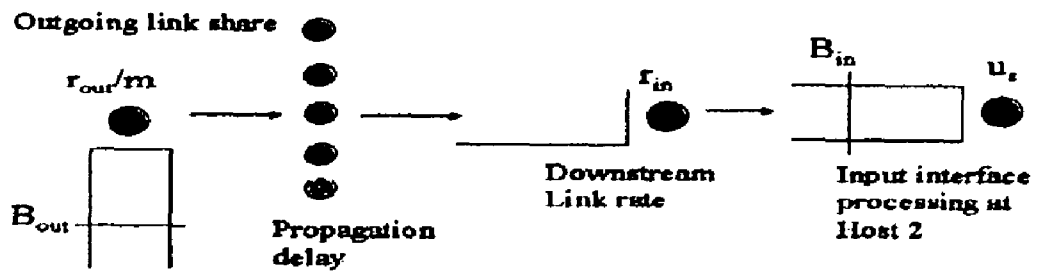 Outgoing link share
r_out/m
B_out
Propagation
delay
r_in
Downstream
Link rate
B_in
u_s
Input interface
processing at
Host 2